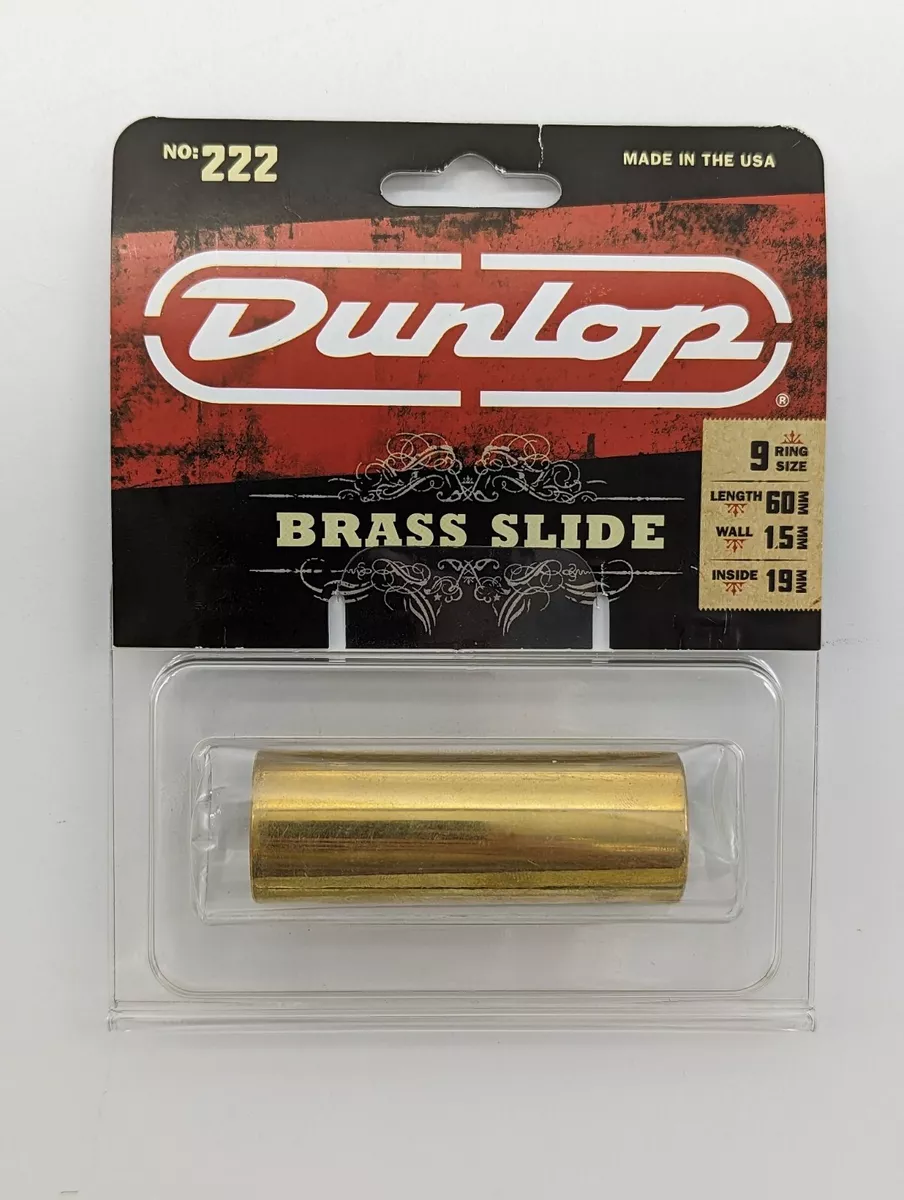 NO: 222
MADE IN THE USA
Dunlop
®
9 RING SIZE
LENGTH 60 MM
BRASS SLIDE
WALL 1.5 MM
INSIDE 19 MM